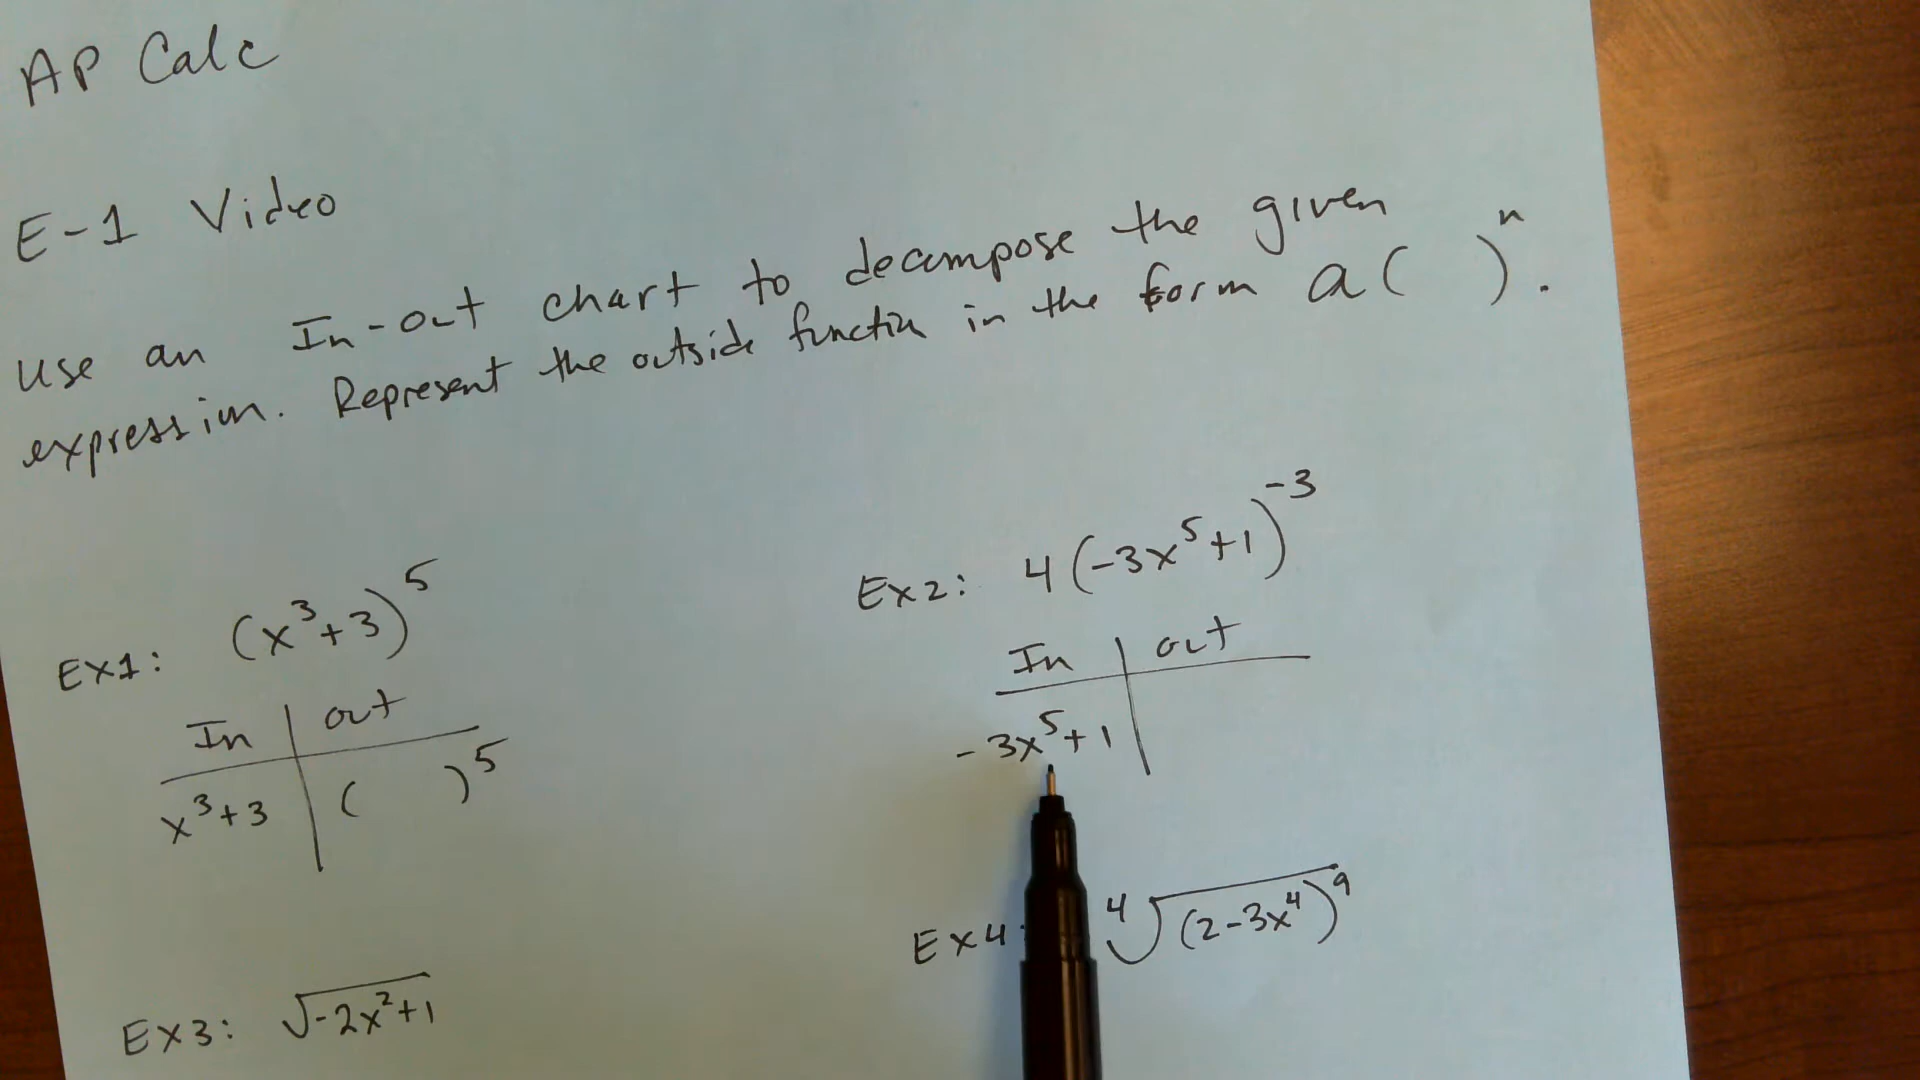 AP Calc
E-1 Video
Use an In-out chart to decompose the given
expression. Represent the outside function in the form a( )ⁿ.
Ex1: (x³+3)⁵
In | out
x³+3 | ( )⁵
Ex2: 4(-3x⁵+1)⁻³
In | out
-3x⁵+1 |
Ex3: √-2x²+1
Ex4: ⁴√(2-3x⁴)⁹